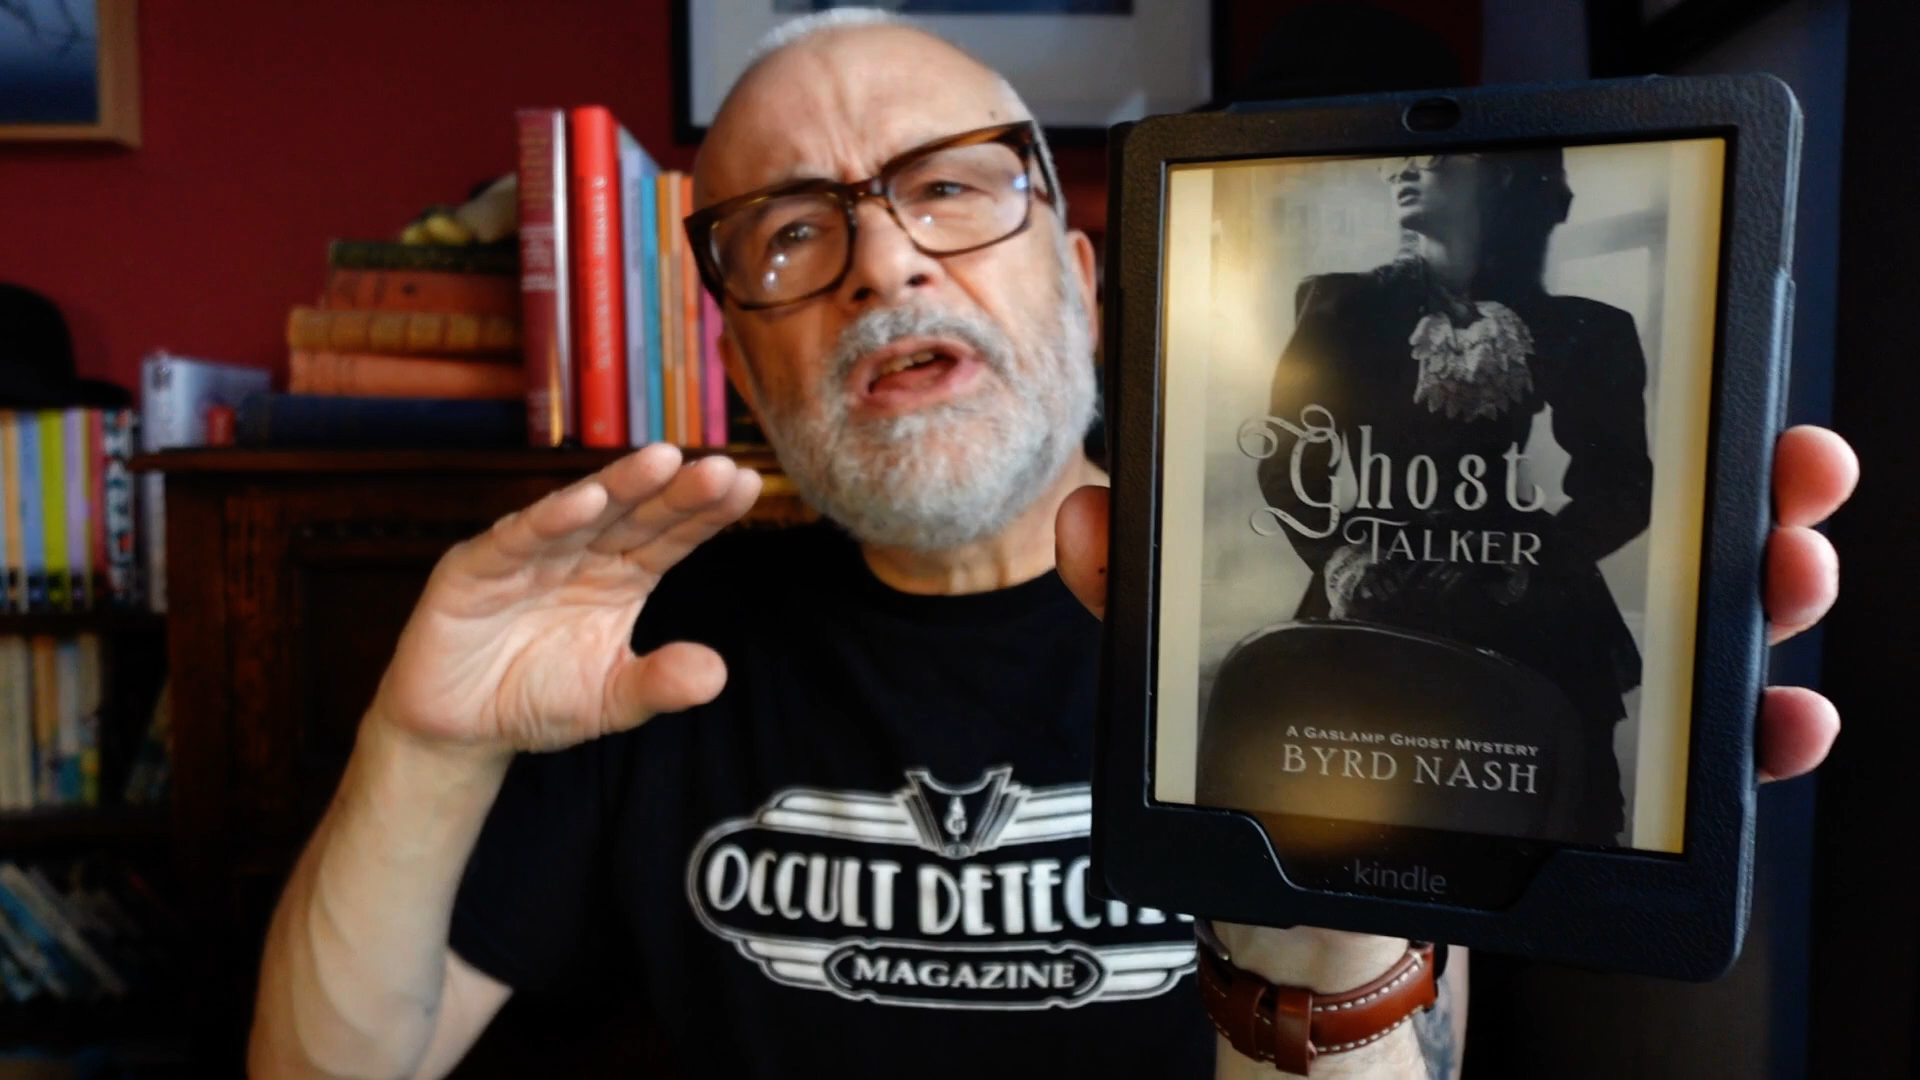 Ghost
TALKER
A GASLAMP GHOST MYSTERY
BYRD NASH
kindle
OCCULT DETECTI
MAGAZINE